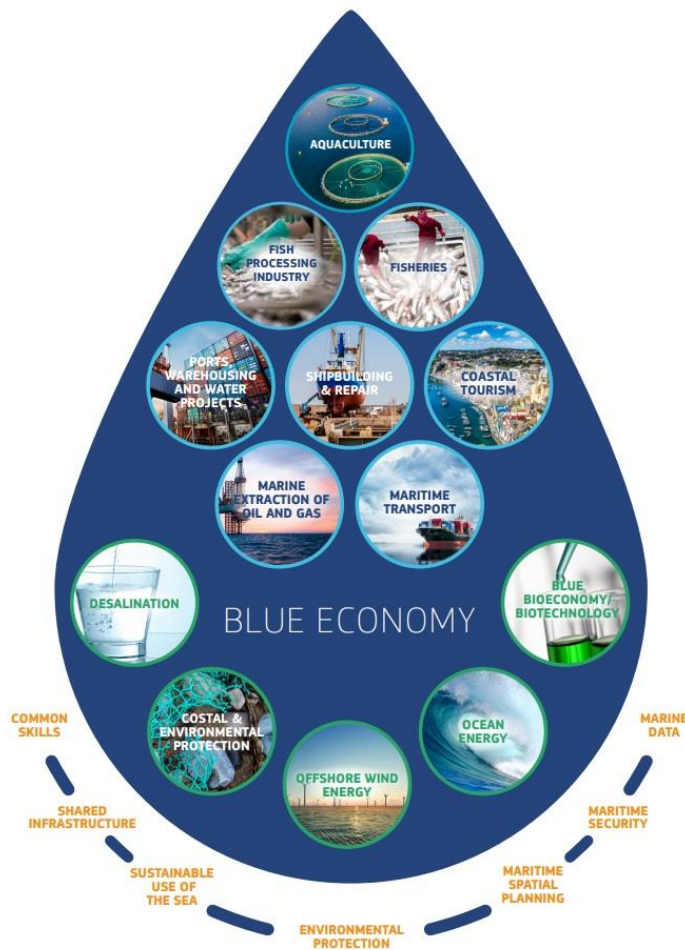 AQUACULTURE
FISH
PROCESSING
INDUSTRY
FISHERIES
PORTS
WAREHOUSING
AND WATER
PROJECTS
SHIPBUILDING
& REPAIR
COASTAL
TOURISM
MARINE
EXTRACTION OF
OIL AND GAS
MARITIME
TRANSPORT
DESALINATION
BLUE ECONOMY
BLUE
BIOECONOMY/
BIOTECHNOLOGY
COSTAL &
ENVIRONMENTAL
PROTECTION
OFFSHORE WIND
ENERGY
OCEAN
ENERGY
COMMON
SKILLS
SHARED
INFRASTRUCTURE
SUSTAINABLE
USE OF
THE SEA
ENVIRONMENTAL
PROTECTION
MARITIME
SPATIAL
PLANNING
MARITIME
SECURITY
MARINE
DATA